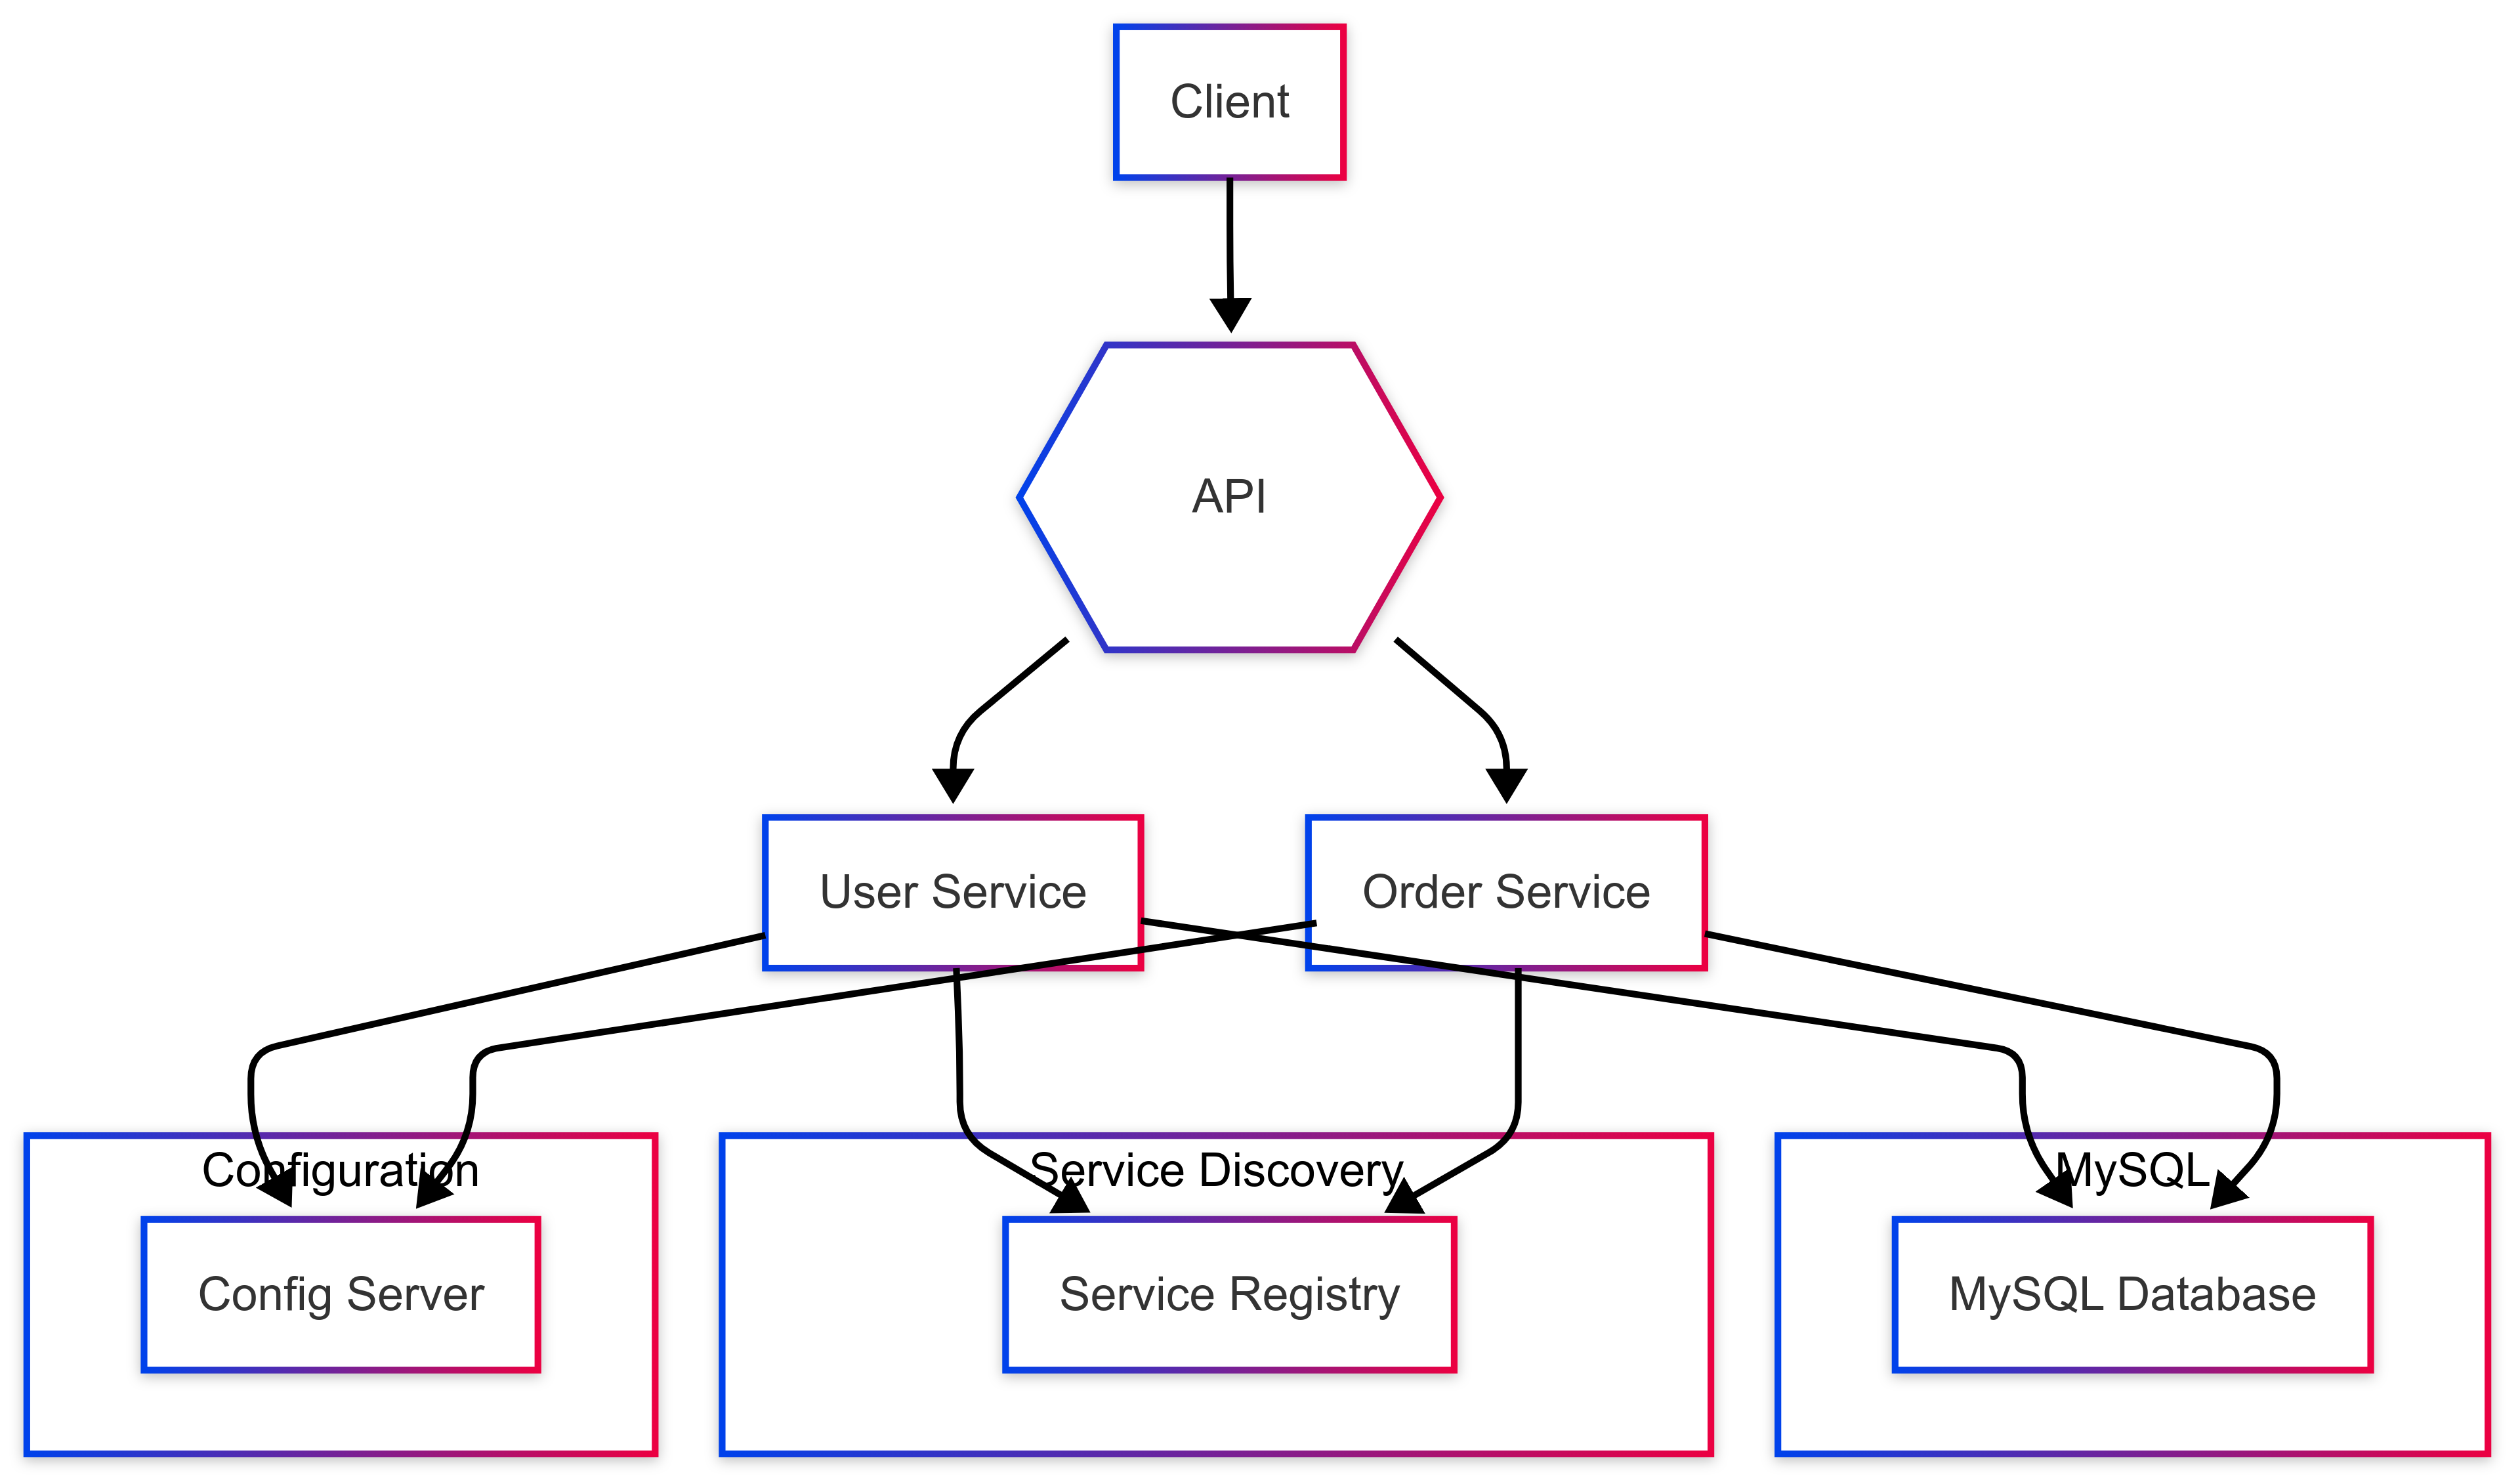 Client
API
User Service
Order Service
Configuration
Service Discovery
MySQL
Config Server
Service Registry
MySQL Database